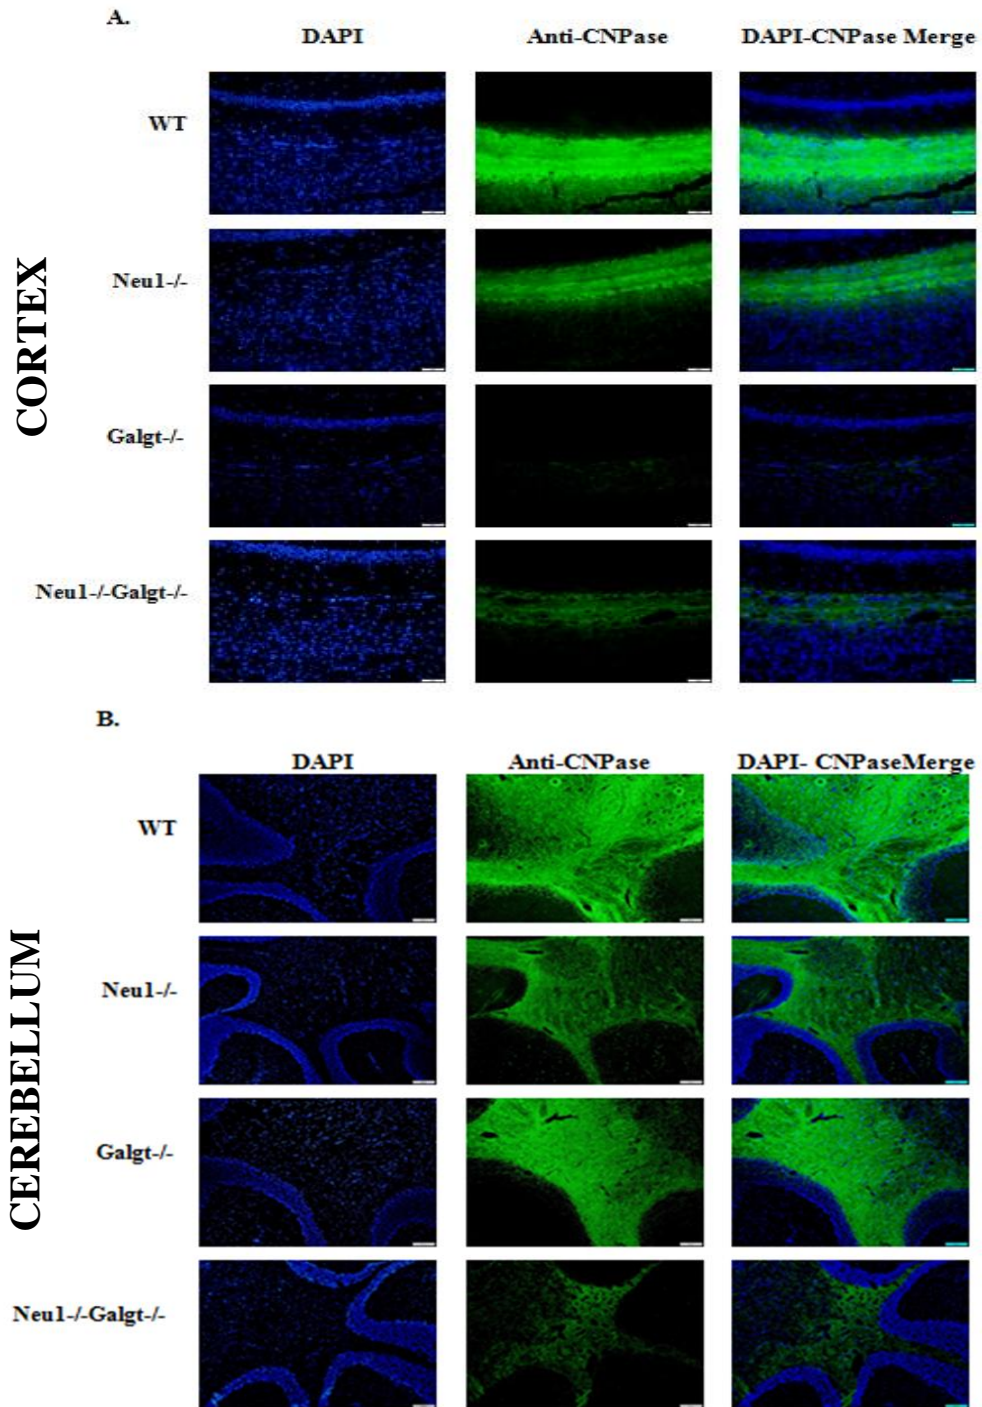 A.
DAPI
Anti-CNPase
DAPI-CNPase Merge
CORTEX
WT
Neu1-/-
Galgt-/-
Neu1-/-Galgt-/-
B.
DAPI
Anti-CNPase
DAPI- CNPaseMerge
CEREBELLUM
WT
Neu1-/-
Galgt-/-
Neu1-/-Galgt-/-